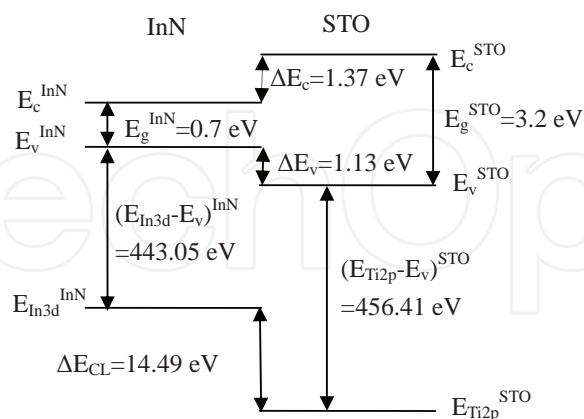 InN STO
E_c^STO
ΔE_c=1.37 eV
E_c^InN
E_g^InN=0.7 eV
E_g^STO=3.2 eV
E_v^InN
ΔE_v=1.13 eV
E_v^STO
(E_In3d-E_v)^InN
=443.05 eV
(E_Ti2p-E_v)^STO
=456.41 eV
E_In3d^InN
ΔE_CL=14.49 eV
E_Ti2p^STO